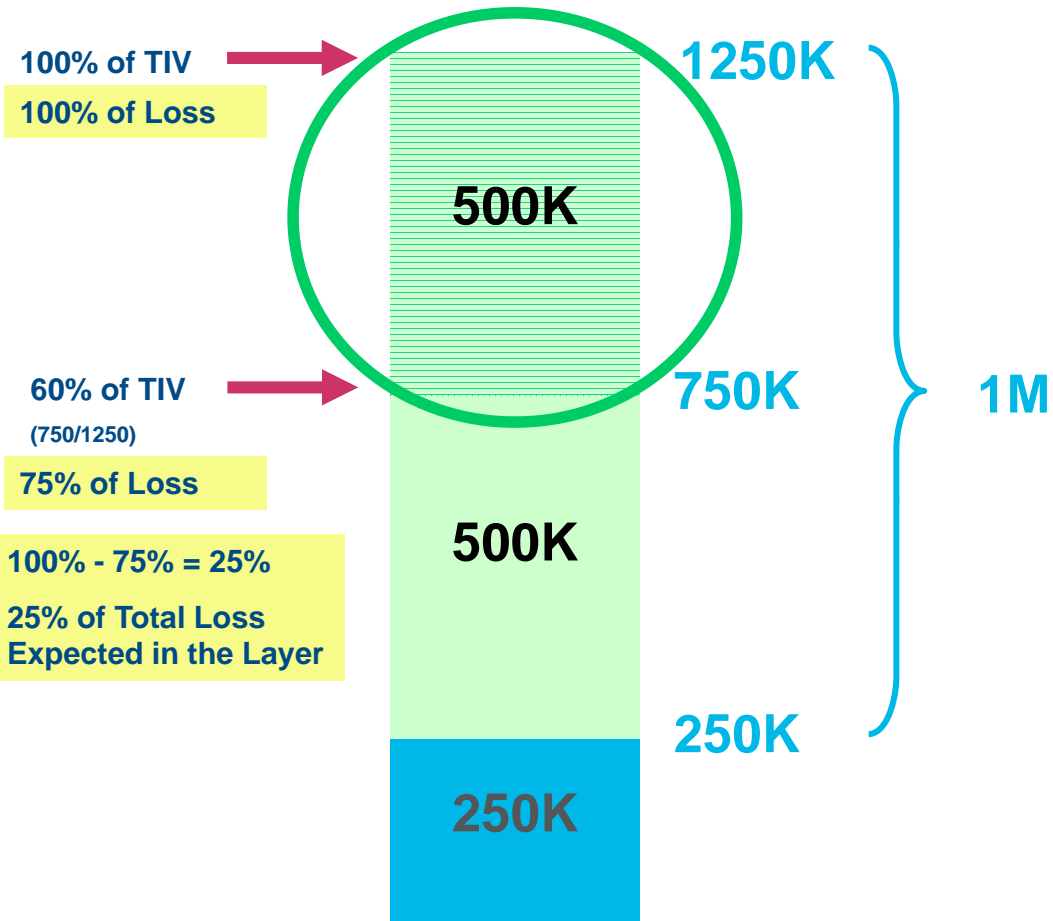 100% of TIV
100% of Loss
1250K
500K
60% of TIV
(750/1250)
750K
1M
75% of Loss
500K
100% - 75% = 25%
25% of Total Loss
Expected in the Layer
250K
250K